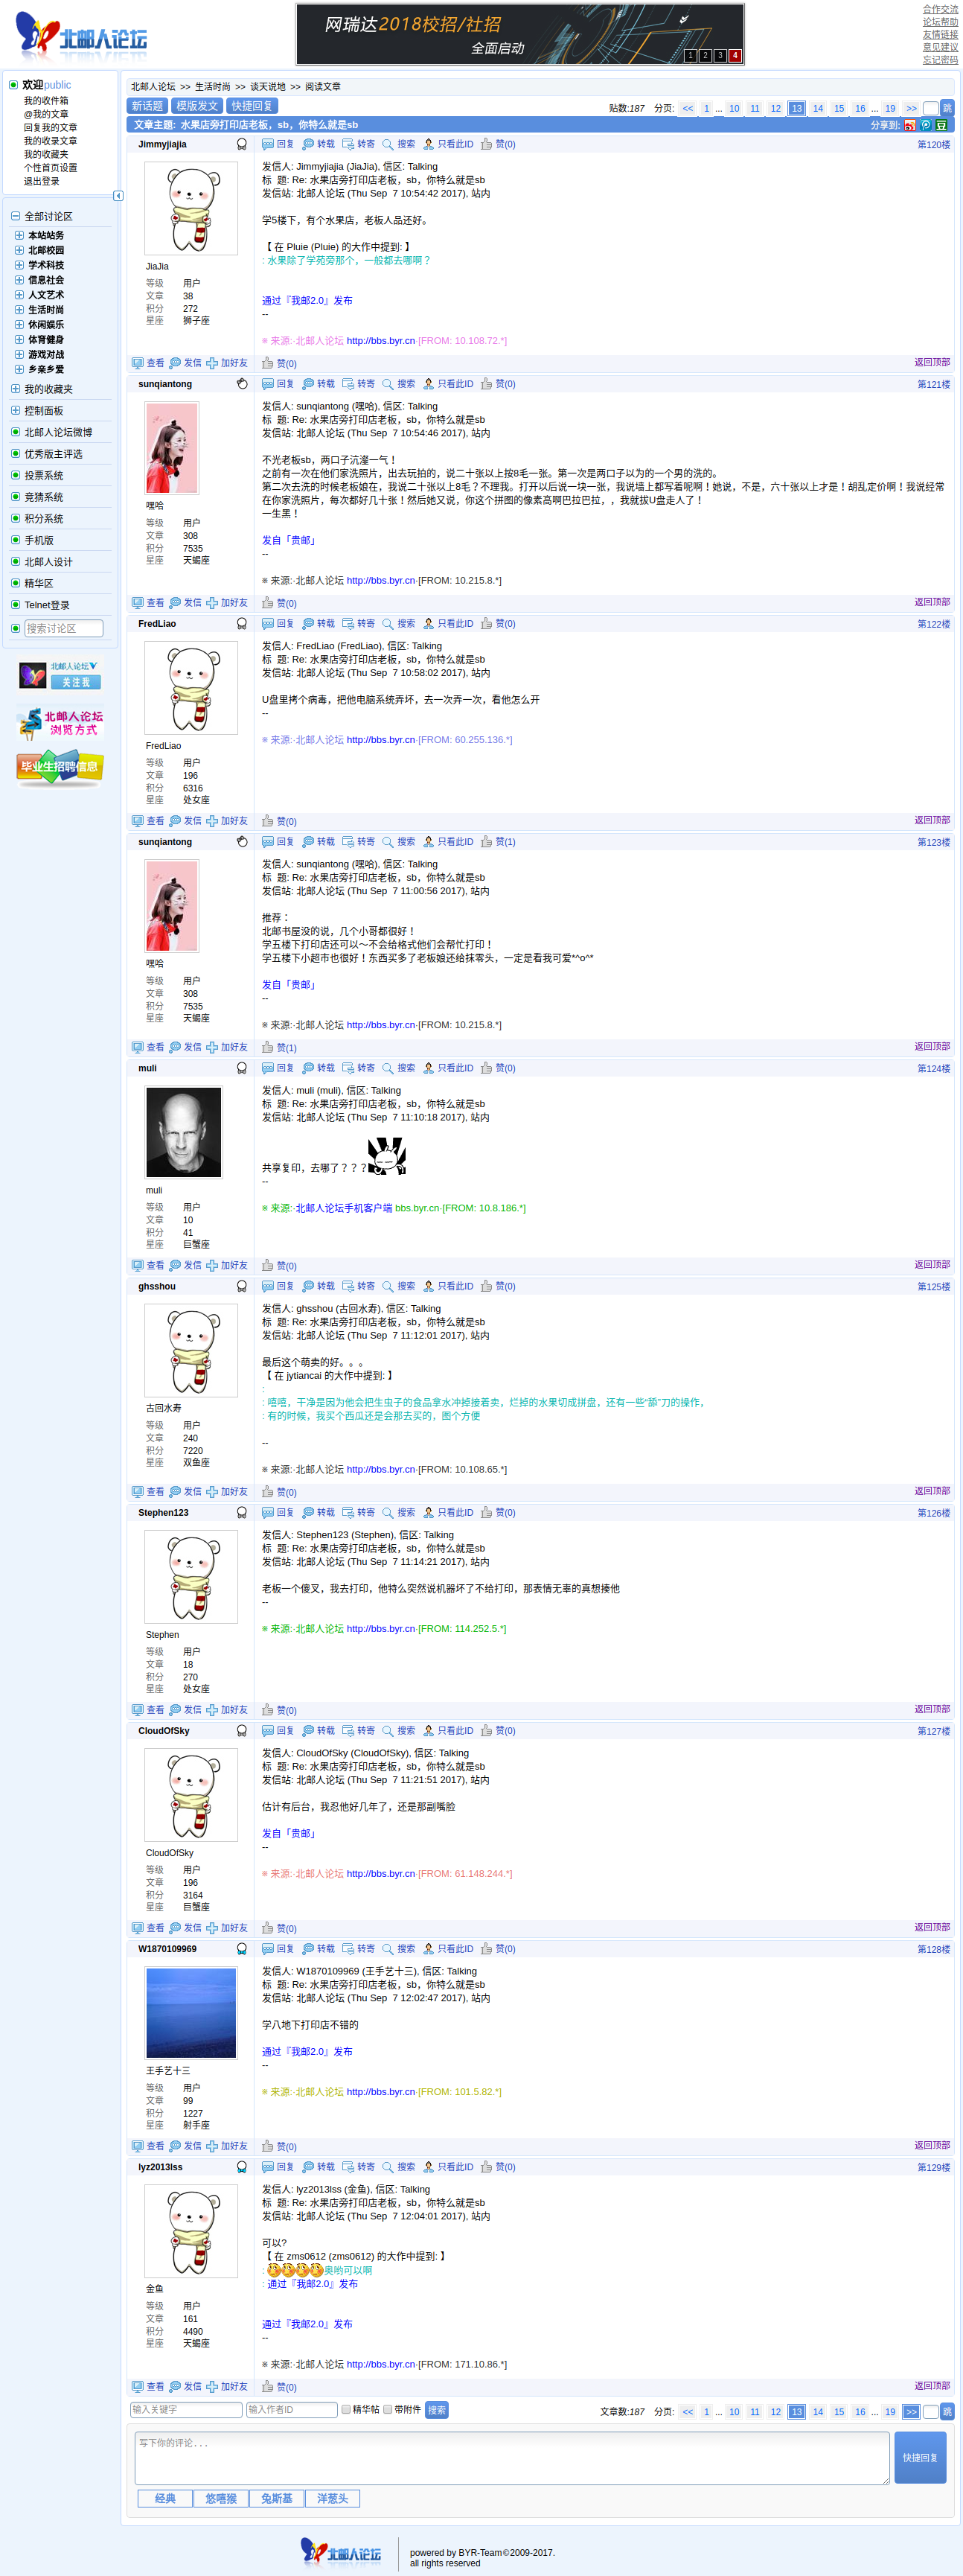 北邮人论坛
网瑞达2018校招/社招
全面启动
1 2 3 4
合作交流
论坛帮助
友情链接
意见建议
忘记密码
欢迎public
我的收件箱
@我的文章
回复我的文章
我的收录文章
我的收藏夹
个性首页设置
退出登录
全部讨论区
本站站务
北邮校园
学术科技
信息社会
人文艺术
生活时尚
休闲娱乐
体育健身
游戏对战
乡亲乡爱
我的收藏夹
控制面板
北邮人论坛微博
优秀版主评选
投票系统
竞猜系统
积分系统
手机版
北邮人设计
精华区
Telnet登录
搜索讨论区
北邮人论坛
关注我
北邮人论坛
浏览方式
毕业生招聘信息
北邮人论坛 >> 生活时尚 >> 谈天说地 >> 阅读文章
新话题 模版发文 快捷回复
贴数:187 分页: << 1 ... 10 11 12 13 14 15 16 ... 19 >> 跳
文章主题: 水果店旁打印店老板，sb，你特么就是sb
分享到:
Jimmyjiajia
回复 转载 转寄 搜索 只看此ID 赞(0) 第120楼
JiaJia
等级 用户
文章 38
积分 272
星座 狮子座
发信人: Jimmyjiajia (JiaJia), 信区: Talking
标  题: Re: 水果店旁打印店老板，sb，你特么就是sb
发信站: 北邮人论坛 (Thu Sep  7 10:54:42 2017), 站内
学5楼下，有个水果店，老板人品还好。
【 在 Pluie (Pluie) 的大作中提到: 】
: 水果除了学苑旁那个，一般都去哪啊？
通过『我邮2.0』发布
--
※ 来源:·北邮人论坛 http://bbs.byr.cn·[FROM: 10.108.72.*]
查看 发信 加好友 赞(0) 返回顶部
sunqiantong
回复 转载 转寄 搜索 只看此ID 赞(0) 第121楼
嘿哈
等级 用户
文章 308
积分 7535
星座 天蝎座
发信人: sunqiantong (嘿哈), 信区: Talking
标  题: Re: 水果店旁打印店老板，sb，你特么就是sb
发信站: 北邮人论坛 (Thu Sep  7 10:54:46 2017), 站内
不光老板sb，两口子沆瀣一气！
之前有一次在他们家洗照片，出去玩拍的，说二十张以上按8毛一张。第一次是两口子以为的一个男的洗的。
第二次去洗的时候老板娘在，我说二十张以上8毛？不理我。打开以后说一块一张，我说墙上都写着呢啊！她说，不是，六十张以上才是！胡乱定价啊！我说经常在你家洗照片，每次都好几十张！然后她又说，你这个拼图的像素高啊巴拉巴拉，，我就拔U盘走人了！
一生黑！
发自「贵邮」
--
※ 来源:·北邮人论坛 http://bbs.byr.cn·[FROM: 10.215.8.*]
查看 发信 加好友 赞(0) 返回顶部
FredLiao
回复 转载 转寄 搜索 只看此ID 赞(0) 第122楼
FredLiao
等级 用户
文章 196
积分 6316
星座 处女座
发信人: FredLiao (FredLiao), 信区: Talking
标  题: Re: 水果店旁打印店老板，sb，你特么就是sb
发信站: 北邮人论坛 (Thu Sep  7 10:58:02 2017), 站内
U盘里拷个病毒，把他电脑系统弄坏，去一次弄一次，看他怎么开
--
※ 来源:·北邮人论坛 http://bbs.byr.cn·[FROM: 60.255.136.*]
查看 发信 加好友 赞(0) 返回顶部
sunqiantong
回复 转载 转寄 搜索 只看此ID 赞(1) 第123楼
嘿哈
等级 用户
文章 308
积分 7535
星座 天蝎座
发信人: sunqiantong (嘿哈), 信区: Talking
标  题: Re: 水果店旁打印店老板，sb，你特么就是sb
发信站: 北邮人论坛 (Thu Sep  7 11:00:56 2017), 站内
推荐：
北邮书屋没的说，几个小哥都很好！
学五楼下打印店还可以～不会给格式他们会帮忙打印！
学五楼下小超市也很好！东西买多了老板娘还给抹零头，一定是看我可爱*^o^*
发自「贵邮」
--
※ 来源:·北邮人论坛 http://bbs.byr.cn·[FROM: 10.215.8.*]
查看 发信 加好友 赞(1) 返回顶部
muli
回复 转载 转寄 搜索 只看此ID 赞(0) 第124楼
muli
等级 用户
文章 10
积分 41
星座 巨蟹座
发信人: muli (muli), 信区: Talking
标  题: Re: 水果店旁打印店老板，sb，你特么就是sb
发信站: 北邮人论坛 (Thu Sep  7 11:10:18 2017), 站内
共享复印，去哪了？？？
--
※ 来源:·北邮人论坛手机客户端 bbs.byr.cn·[FROM: 10.8.186.*]
查看 发信 加好友 赞(0) 返回顶部
ghsshou
回复 转载 转寄 搜索 只看此ID 赞(0) 第125楼
古回水寿
等级 用户
文章 240
积分 7220
星座 双鱼座
发信人: ghsshou (古回水寿), 信区: Talking
标  题: Re: 水果店旁打印店老板，sb，你特么就是sb
发信站: 北邮人论坛 (Thu Sep  7 11:12:01 2017), 站内
最后这个萌卖的好。。。
【 在 jytiancai 的大作中提到: 】
:
: 嘻嘻，干净是因为他会把生虫子的食品拿水冲掉接着卖，烂掉的水果切成拼盘，还有一些“舔”刀的操作，
: 有的时候，我买个西瓜还是会那去买的，图个方便
--
※ 来源:·北邮人论坛 http://bbs.byr.cn·[FROM: 10.108.65.*]
查看 发信 加好友 赞(0) 返回顶部
Stephen123
回复 转载 转寄 搜索 只看此ID 赞(0) 第126楼
Stephen
等级 用户
文章 18
积分 270
星座 处女座
发信人: Stephen123 (Stephen), 信区: Talking
标  题: Re: 水果店旁打印店老板，sb，你特么就是sb
发信站: 北邮人论坛 (Thu Sep  7 11:14:21 2017), 站内
老板一个傻叉，我去打印，他特么突然说机器坏了不给打印，那表情无辜的真想揍他
--
※ 来源:·北邮人论坛 http://bbs.byr.cn·[FROM: 114.252.5.*]
查看 发信 加好友 赞(0) 返回顶部
CloudOfSky
回复 转载 转寄 搜索 只看此ID 赞(0) 第127楼
CloudOfSky
等级 用户
文章 196
积分 3164
星座 巨蟹座
发信人: CloudOfSky (CloudOfSky), 信区: Talking
标  题: Re: 水果店旁打印店老板，sb，你特么就是sb
发信站: 北邮人论坛 (Thu Sep  7 11:21:51 2017), 站内
估计有后台，我忍他好几年了，还是那副嘴脸
发自「贵邮」
--
※ 来源:·北邮人论坛 http://bbs.byr.cn·[FROM: 61.148.244.*]
查看 发信 加好友 赞(0) 返回顶部
W1870109969
回复 转载 转寄 搜索 只看此ID 赞(0) 第128楼
王手艺十三
等级 用户
文章 99
积分 1227
星座 射手座
发信人: W1870109969 (王手艺十三), 信区: Talking
标  题: Re: 水果店旁打印店老板，sb，你特么就是sb
发信站: 北邮人论坛 (Thu Sep  7 12:02:47 2017), 站内
学八地下打印店不错的
通过『我邮2.0』发布
--
※ 来源:·北邮人论坛 http://bbs.byr.cn·[FROM: 101.5.82.*]
查看 发信 加好友 赞(0) 返回顶部
lyz2013lss
回复 转载 转寄 搜索 只看此ID 赞(0) 第129楼
金鱼
等级 用户
文章 161
积分 4490
星座 天蝎座
发信人: lyz2013lss (金鱼), 信区: Talking
标  题: Re: 水果店旁打印店老板，sb，你特么就是sb
发信站: 北邮人论坛 (Thu Sep  7 12:04:01 2017), 站内
可以?
【 在 zms0612 (zms0612) 的大作中提到: 】
: 奥哟可以啊
: 通过『我邮2.0』发布
通过『我邮2.0』发布
--
※ 来源:·北邮人论坛 http://bbs.byr.cn·[FROM: 171.10.86.*]
查看 发信 加好友 赞(0) 返回顶部
输入关键字 输入作者ID 精华帖 带附件 搜索
文章数:187 分页: << 1 ... 10 11 12 13 14 15 16 ... 19 >> 跳
写下你的评论...
快捷回复
经典 悠嘻猴 兔斯基 洋葱头
北邮人论坛
powered by BYR-Team©2009-2017.
all rights reserved